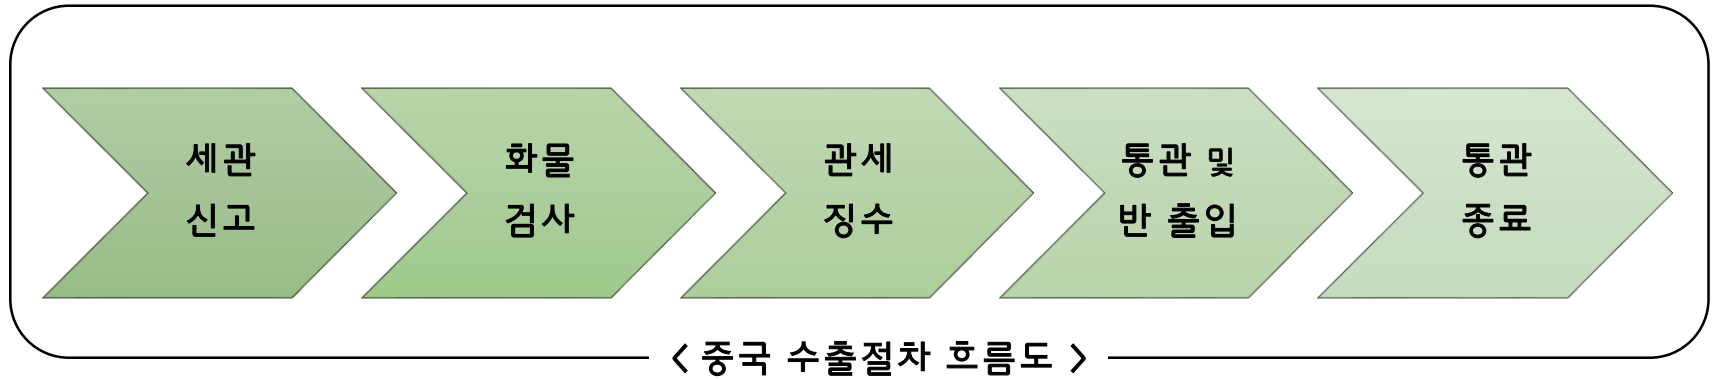 세관
신고
화물
검사
관세
징수
통관 및
반 출입
통관
종료
< 중국 수출절차 흐름도 >